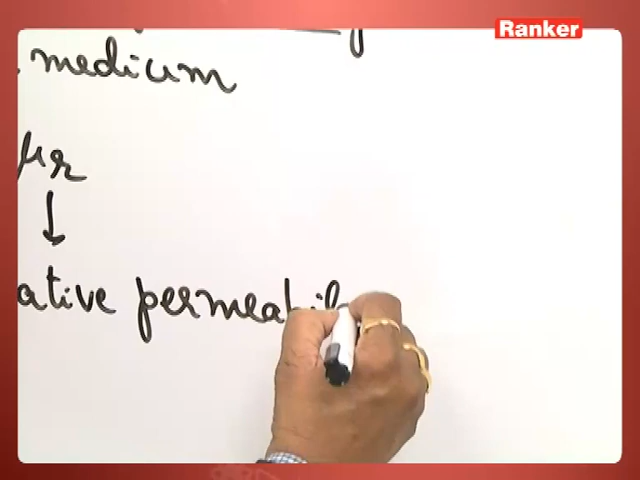 Ranker
. medium
μr
↓
ative permeabil